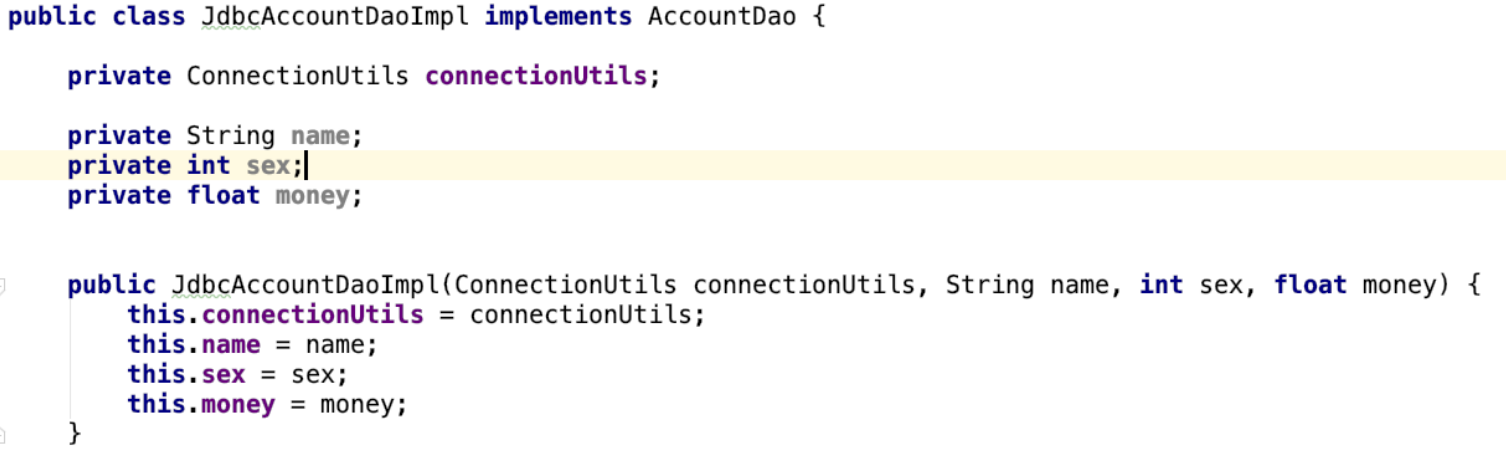 public class JdbcAccountDaoImpl implements AccountDao {
private ConnectionUtils connectionUtils;
private String name;
private int sex;
private float money;
public JdbcAccountDaoImpl(ConnectionUtils connectionUtils, String name, int sex, float money) {
this.connectionUtils = connectionUtils;
this.name = name;
this.sex = sex;
this.money = money;
}